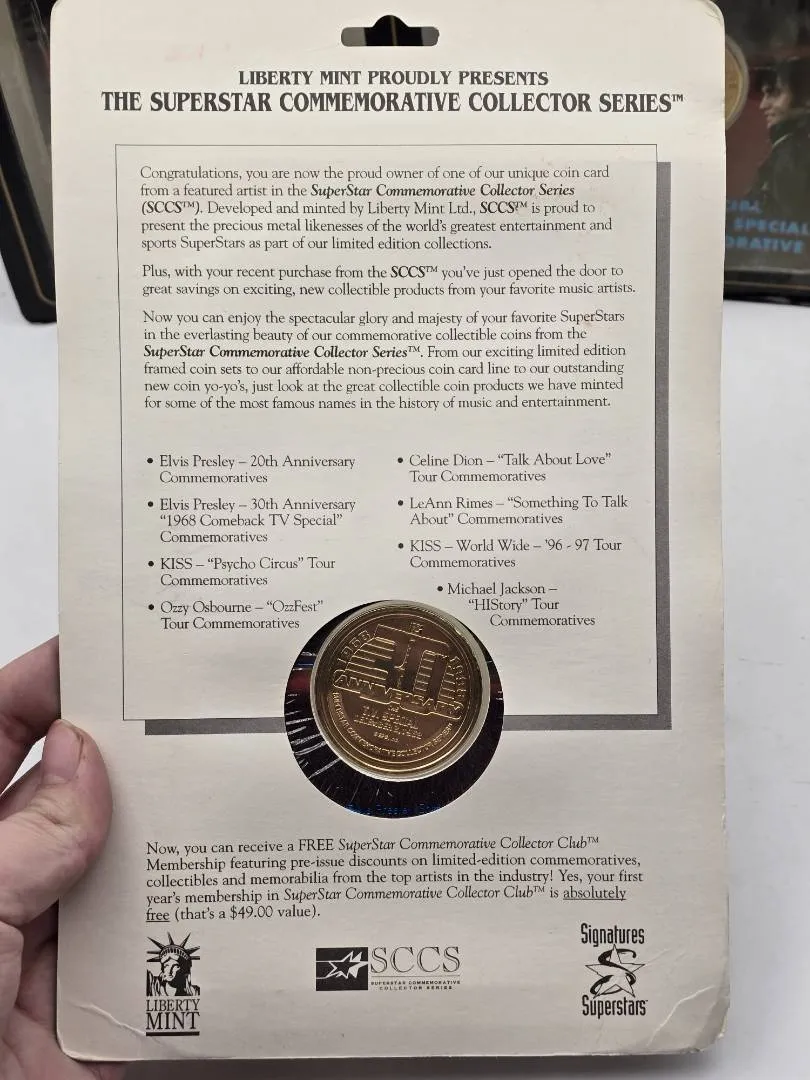 LIBERTY MINT PROUDLY PRESENTS
THE SUPERSTAR COMMEMORATIVE COLLECTOR SERIES™
Congratulations, you are now the proud owner of one of our unique coin card
from a featured artist in the SuperStar Commemorative Collector Series
(SCCS™). Developed and minted by Liberty Mint Ltd., SCCS™ is proud to
present the precious metal likenesses of the world's greatest entertainment and
sports SuperStars as part of our limited edition collections.
Plus, with your recent purchase from the SCCS™ you've just opened the door to
great savings on exciting, new collectible products from your favorite music artists.
Now you can enjoy the spectacular glory and majesty of your favorite SuperStars
in the everlasting beauty of our commemorative collectible coins from the
SuperStar Commemorative Collector Series™. From our exciting limited edition
framed coin sets to our affordable non-precious coin card line to our outstanding
new coin yo-yo's, just look at the great collectible coin products we have minted
for some of the most famous names in the history of music and entertainment.
• Elvis Presley – 20th Anniversary
Commemoratives
• Elvis Presley – 30th Anniversary
"1968 Comeback TV Special"
Commemoratives
• KISS – "Psycho Circus" Tour
Commemoratives
• Ozzy Osbourne – "OzzFest"
Tour Commemoratives
• Celine Dion – "Talk About Love"
Tour Commemoratives
• LeAnn Rimes – "Something To Talk
About" Commemoratives
• KISS – World Wide – '96 - 97 Tour
Commemoratives
• Michael Jackson –
"HIStory" Tour
Commemoratives
1968
30
ANNIVERSARY
T.V. SPECIAL
Now, you can receive a FREE SuperStar Commemorative Collector Club™
Membership featuring pre-issue discounts on limited-edition commemoratives,
collectibles and memorabilia from the top artists in the industry! Yes, your first
year's membership in SuperStar Commemorative Collector Club™ is absolutely
free (that's a $49.00 value).
LIBERTY
MINT
SCCS
SUPERSTAR COMMEMORATIVE
COLLECTOR SERIES
Signatures
Superstars
SPECIAL